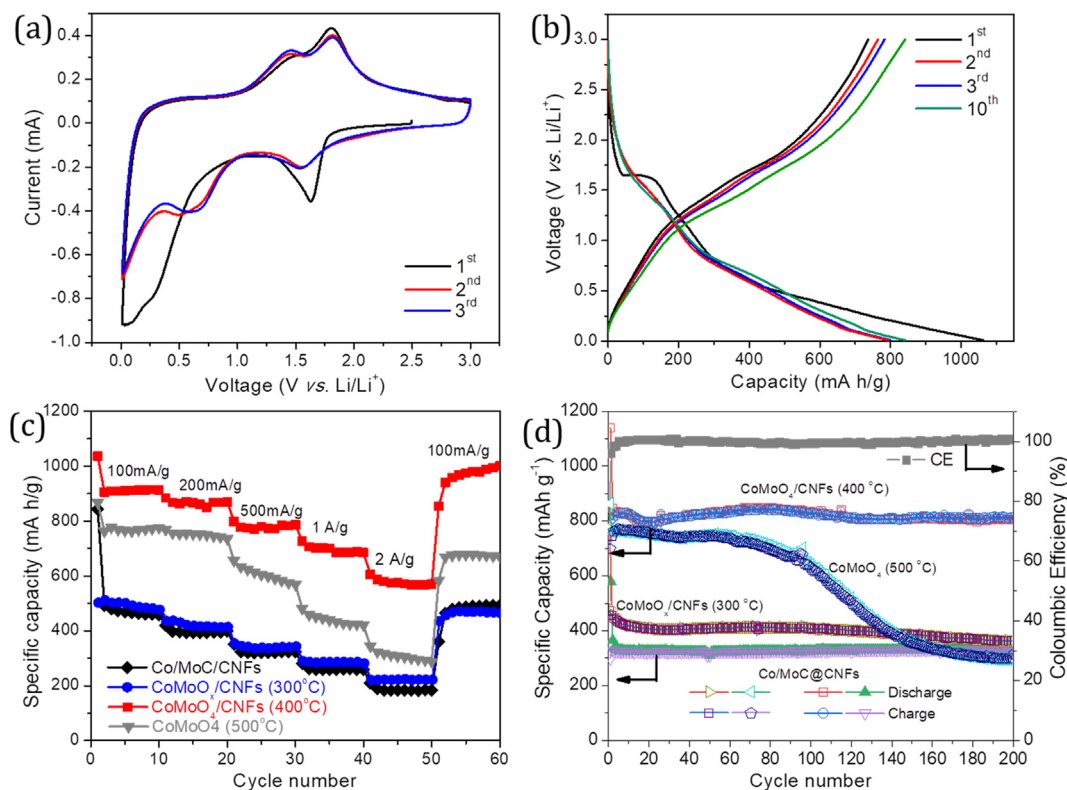 (a)
0.4
0.2
0.0
-0.2
-0.4
-0.6
-0.8
-1.0
Current (mA)
0.0 0.5 1.0 1.5 2.0 2.5 3.0
Voltage (V vs. Li/Li⁺)
1ˢᵗ
2ⁿᵈ
3ʳᵈ
(b)
3.0
2.5
2.0
1.5
1.0
0.5
0.0
Voltage (V vs. Li/Li⁺)
0 200 400 600 800 1000
Capacity (mA h/g)
1ˢᵗ
2ⁿᵈ
3ʳᵈ
10ᵗʰ
(c)
1200
1000
800
600
400
200
0
Specific capacity (mA h/g)
100mA/g
200mA/g
500mA/g
1 A/g
2 A/g
100mA/g
Co/MoC/CNFs
CoMoOₓ/CNFs (300°C)
CoMoO₄/CNFs (400°C)
CoMoO4 (500°C)
0 10 20 30 40 50 60
Cycle number
(d)
1200
1000
800
600
400
200
0
Specific capacity (mAh g⁻¹)
CE
CoMoO₄/CNFs (400 °C)
CoMoO₄ (500°C)
CoMoOₓ/CNFs (300 °C)
Co/MoC@CNFs
Discharge
Charge
100
80
60
40
20
0
Coulombic Efficiency (%)
0 20 40 60 80 100 120 140 160 180 200
Cycle number